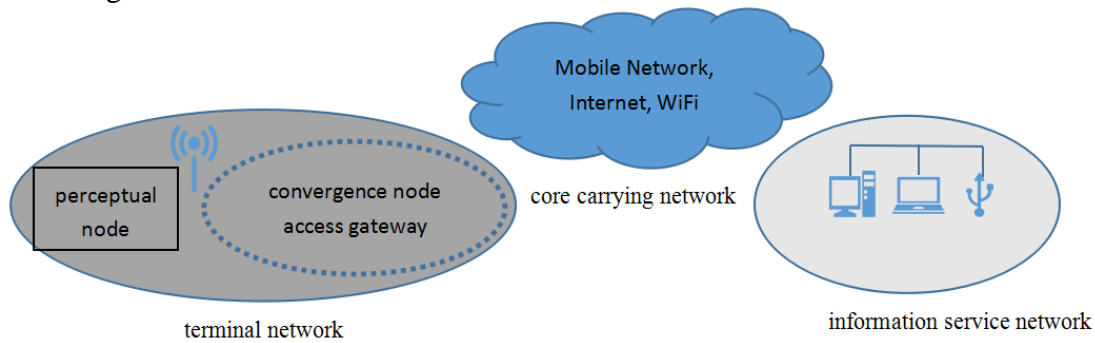 Mobile Network,
Internet, WiFi
perceptual
node
convergence node
access gateway
core carrying network
terminal network
information service network